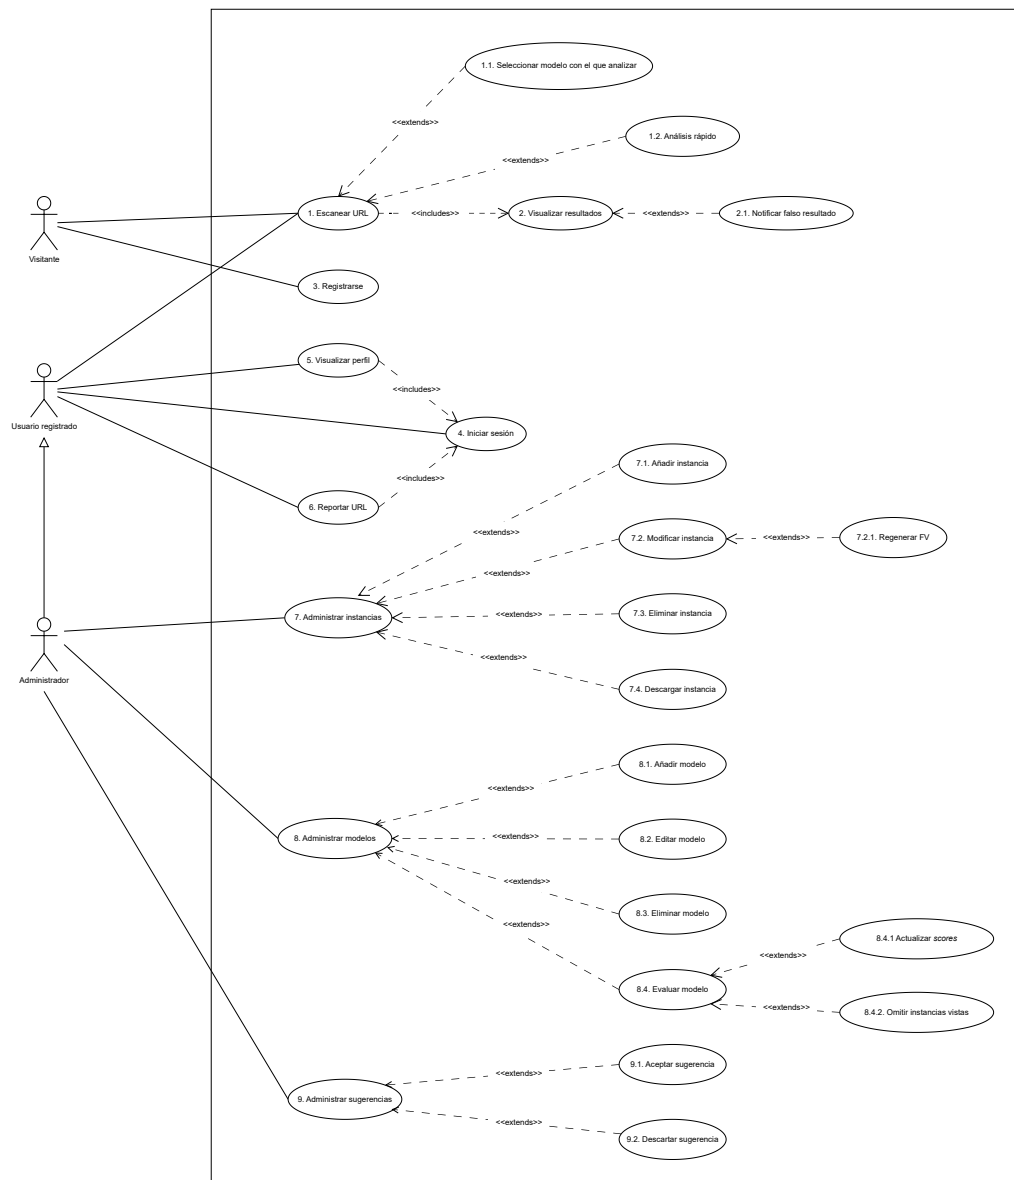 1.1. Seleccionar modelo con el que analizar
<<extends>>
1.2. Análisis rápido
<<extends>>
1. Escanear URL
<<includes>>
2. Visualizar resultados
<<extends>>
2.1. Notificar falso resultado
Visitante
3. Registrarse
5. Visualizar perfil
<<includes>>
Usuario registrado
4. Iniciar sesión
7.1. Añadir instancia
<<includes>>
6. Reportar URL
<<extends>>
7.2. Modificar instancia
<<extends>>
7.2.1. Regenerar FV
<<extends>>
7. Administrar instancias
<<extends>>
7.3. Eliminar instancia
<<extends>>
Administrador
7.4. Descargar instancia
8.1. Añadir modelo
<<extends>>
8. Administrar modelos
<<extends>>
8.2. Editar modelo
<<extends>>
8.3. Eliminar modelo
<<extends>>
8.4.1 Actualizar scores
<<extends>>
8.4. Evaluar modelo
<<extends>>
8.4.2. Omitir instancias vistas
9.1. Aceptar sugerencia
<<extends>>
9. Administrar sugerencias
<<extends>>
9.2. Descartar sugerencia